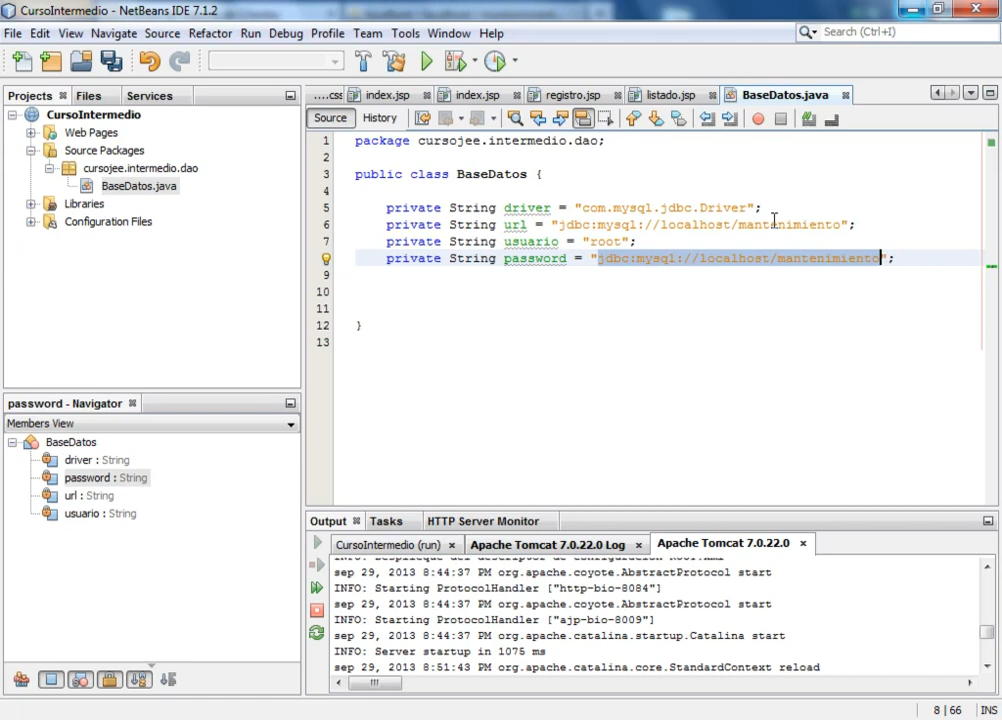 CursoIntermedio - NetBeans IDE 7.1.2
File Edit View Navigate Source Refactor Run Debug Profile Team Tools Window Help
Search (Ctrl+I)
Projects Files Services
CursoIntermedio
Web Pages
Source Packages
cursojee.intermedio.dao
BaseDatos.java
Libraries
Configuration Files
password - Navigator
Members View
BaseDatos
driver : String
password : String
url : String
usuario : String
....css index.jsp index.jsp registro.jsp listado.jsp BaseDatos.java
Source History
1 package cursojee.intermedio.dao;
2
3 public class BaseDatos {
4
5 private String driver = "com.mysql.jdbc.Driver";
6 private String url = "jdbc:mysql://localhost/mantenimiento";
7 private String usuario = "root";
private String password = "jdbc:mysql://localhost/mantenimiento";
9
10
11
12 }
13
Output Tasks HTTP Server Monitor
CursoIntermedio (run) Apache Tomcat 7.0.22.0 Log Apache Tomcat 7.0.22.0
sep 29, 2013 8:44:37 PM org.apache.coyote.AbstractProtocol start
INFO: Starting ProtocolHandler ["http-bio-8084"]
sep 29, 2013 8:44:37 PM org.apache.coyote.AbstractProtocol start
INFO: Starting ProtocolHandler ["ajp-bio-8009"]
sep 29, 2013 8:44:37 PM org.apache.catalina.startup.Catalina start
INFO: Server startup in 1075 ms
sep 29, 2013 8:51:43 PM org.apache.catalina.core.StandardContext reload
8 | 66 INS